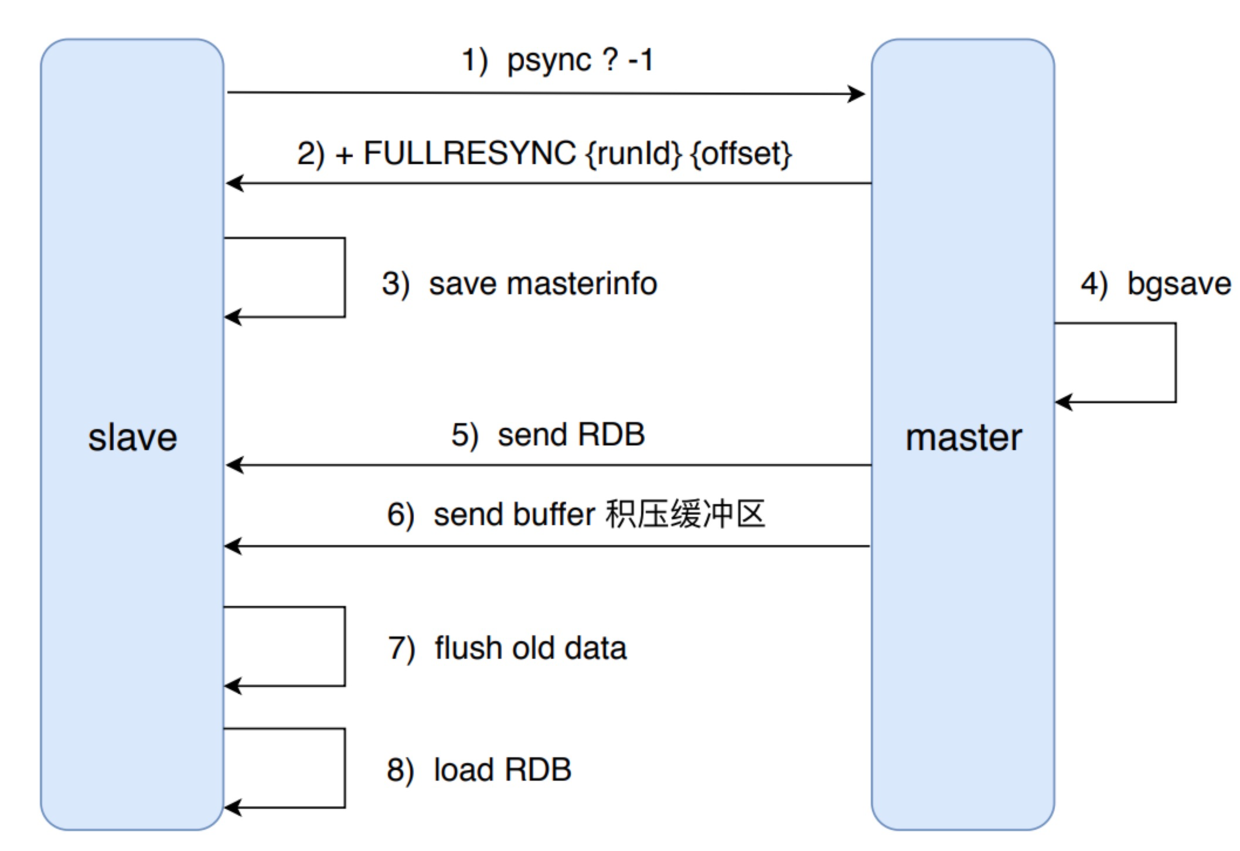 1) psync ? -1
2) + FULLRESYNC {runId} {offset}
3) save masterinfo
4) bgsave
slave
master
5) send RDB
6) send buffer 积压缓冲区
7) flush old data
8) load RDB